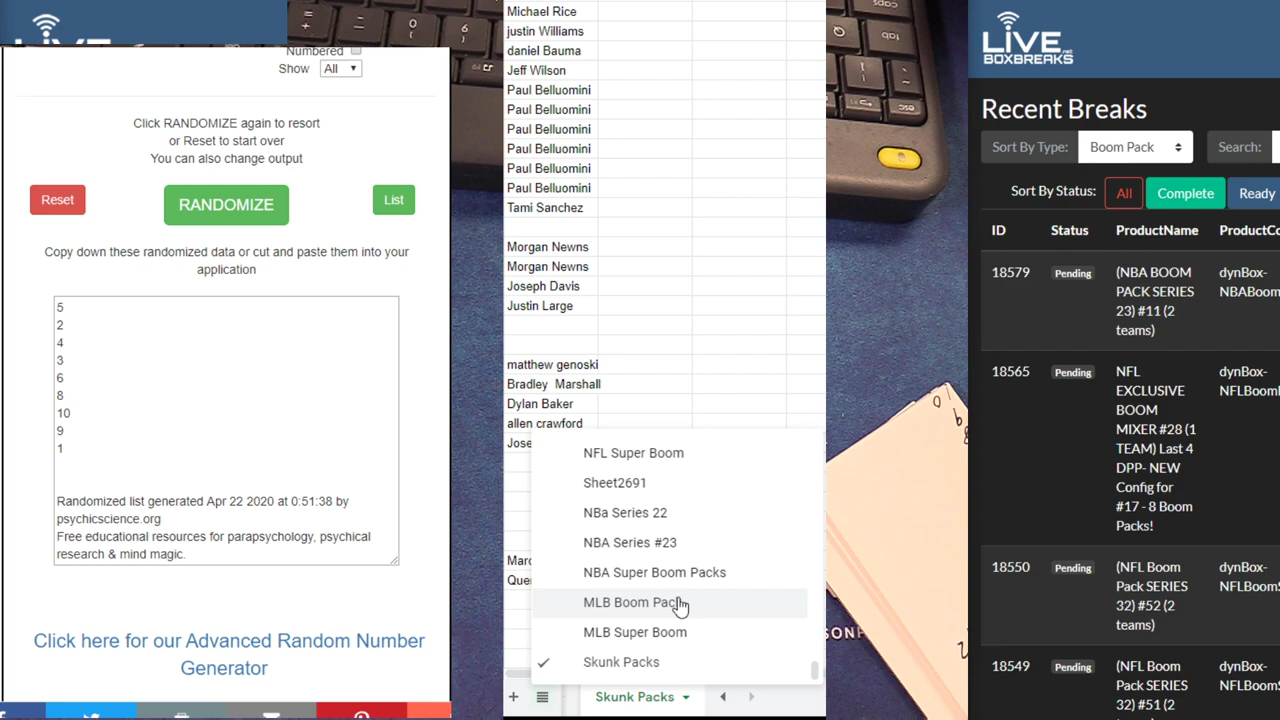 LIVE
Numbered
Show All
Click RANDOMIZE again to resort
or Reset to start over
You can also change output
Reset RANDOMIZE List
Copy down these randomized data or cut and paste them into your
application
5
2
4
3
6
8
10
9
1
Randomized list generated Apr 22 2020 at 0:51:38 by
psychicscience.org
Free educational resources for parapsychology, psychical
research & mind magic.
Click here for our Advanced Random Number
Generator
Michael Rice
justin Williams
daniel Bauma
Jeff Wilson
Paul Belluomini
Paul Belluomini
Paul Belluomini
Paul Belluomini
Paul Belluomini
Paul Belluomini
Tami Sanchez
Morgan Newns
Morgan Newns
Joseph Davis
Justin Large
matthew genoski
Bradley Marshall
Dylan Baker
allen crawford
Jose
Marc
Que
NFL Super Boom
Sheet2691
NBa Series 22
NBA Series #23
NBA Super Boom Packs
MLB Boom Pack
MLB Super Boom
Skunk Packs
Skunk Packs
LIVE.net
BOXBREAKS
Recent Breaks
Sort By Type: Boom Pack Search:
Sort By Status: All Complete Ready
ID Status ProductName ProductCo
18579 Pending (NBA BOOM dynBox-
PACK SERIES NBABoom
23) #11 (2
teams)
18565 Pending NFL dynBox-
EXCLUSIVE NFLBoom
BOOM
MIXER #28 (1
TEAM) Last 4
DPP- NEW
Config for
#17 - 8 Boom
Packs!
18550 Pending (NFL Boom dynBox-
Pack SERIES NFLBoom
32) #52 (2
teams)
18549 Pending (NFL Boom dynBox-
Pack SERIES NFLBoom
32) #51 (2